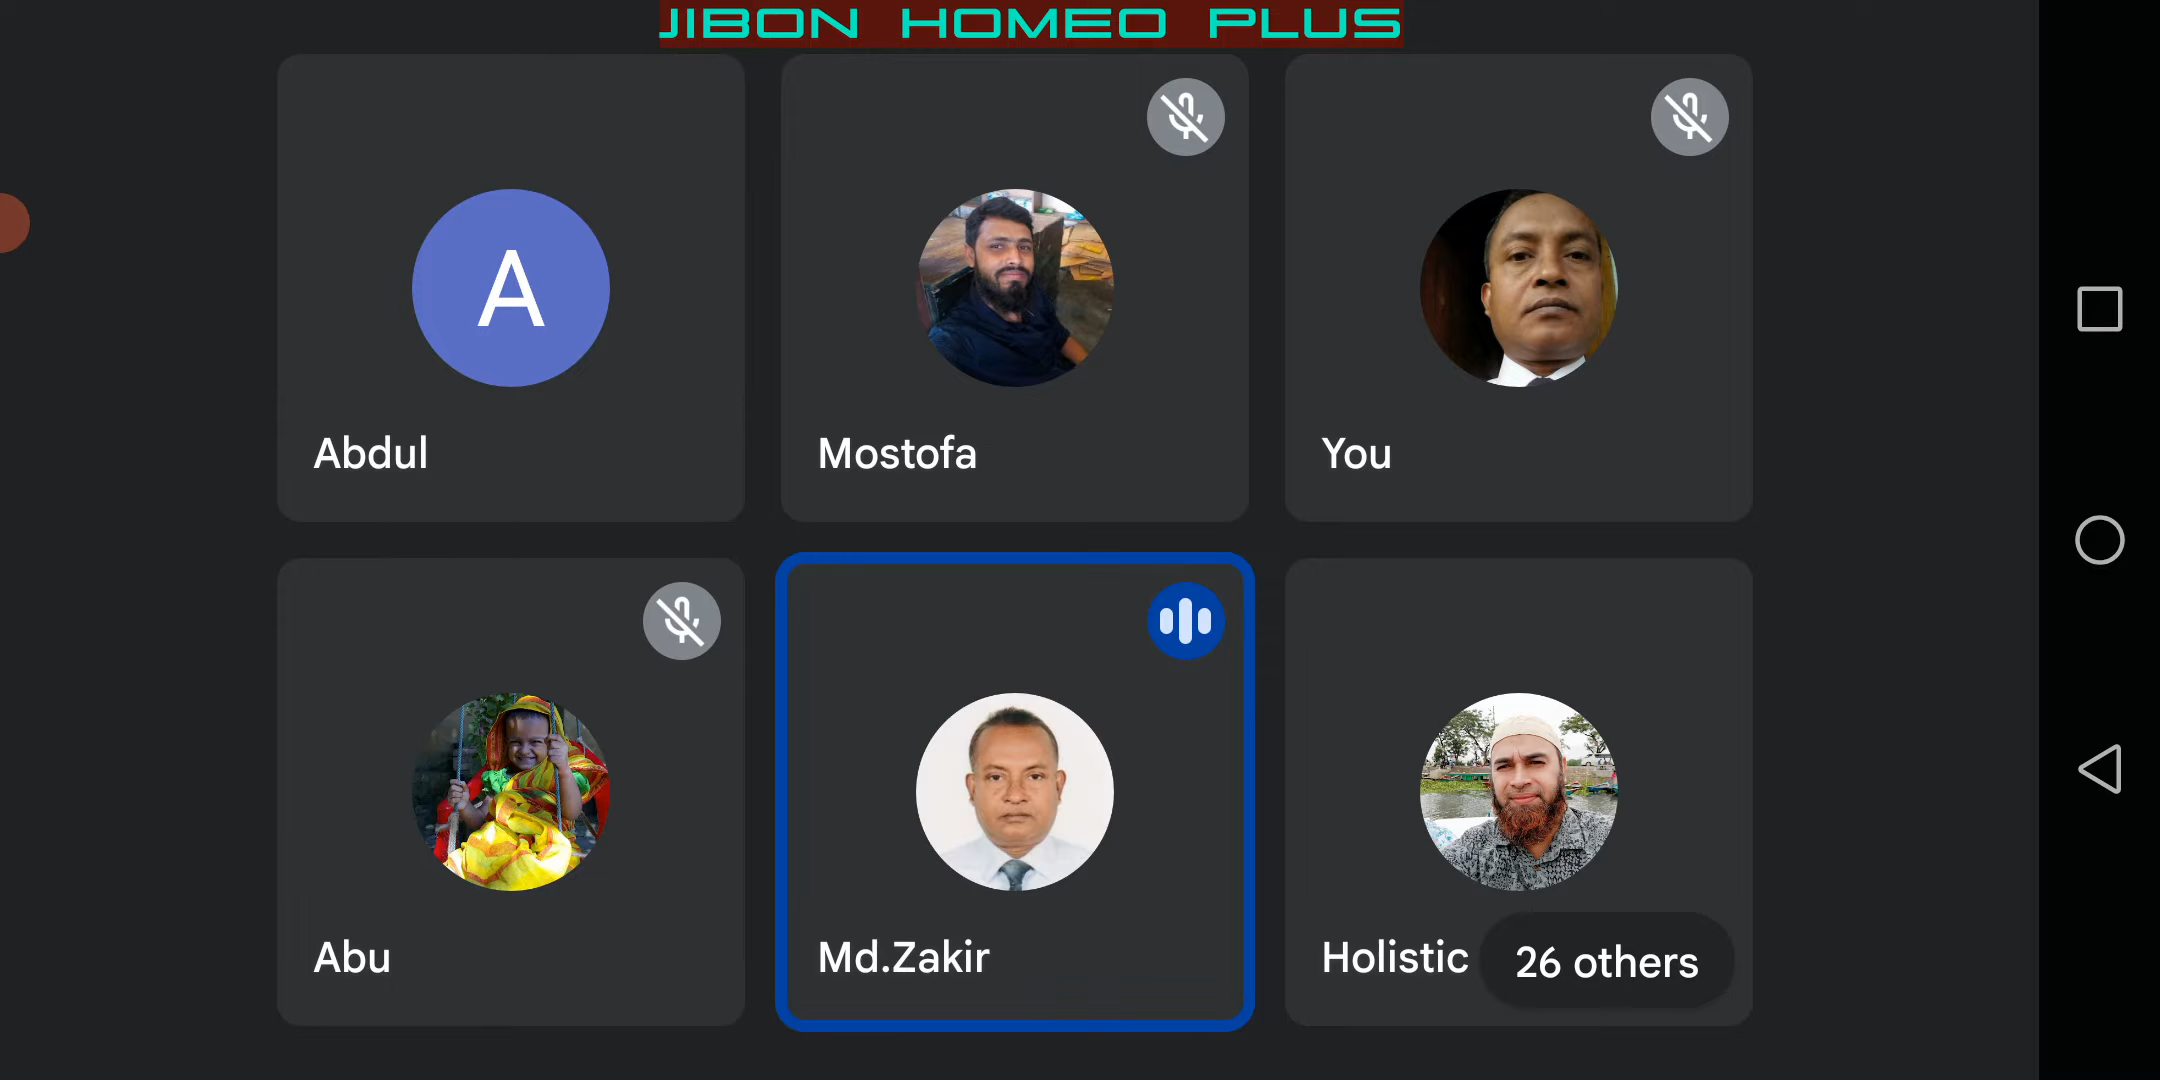 JIBON HOMEO PLUS
A
Abdul
Mostofa
You
Abu
Md.Zakir
Holistic
26 others